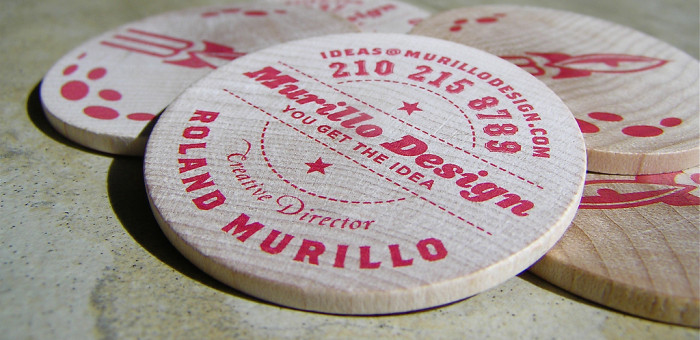 IDEAS@MURILLODESIGN.COM
210 215 8789
Murillo Design
YOU GET THE IDEA
Creative Director
ROLAND MURILLO